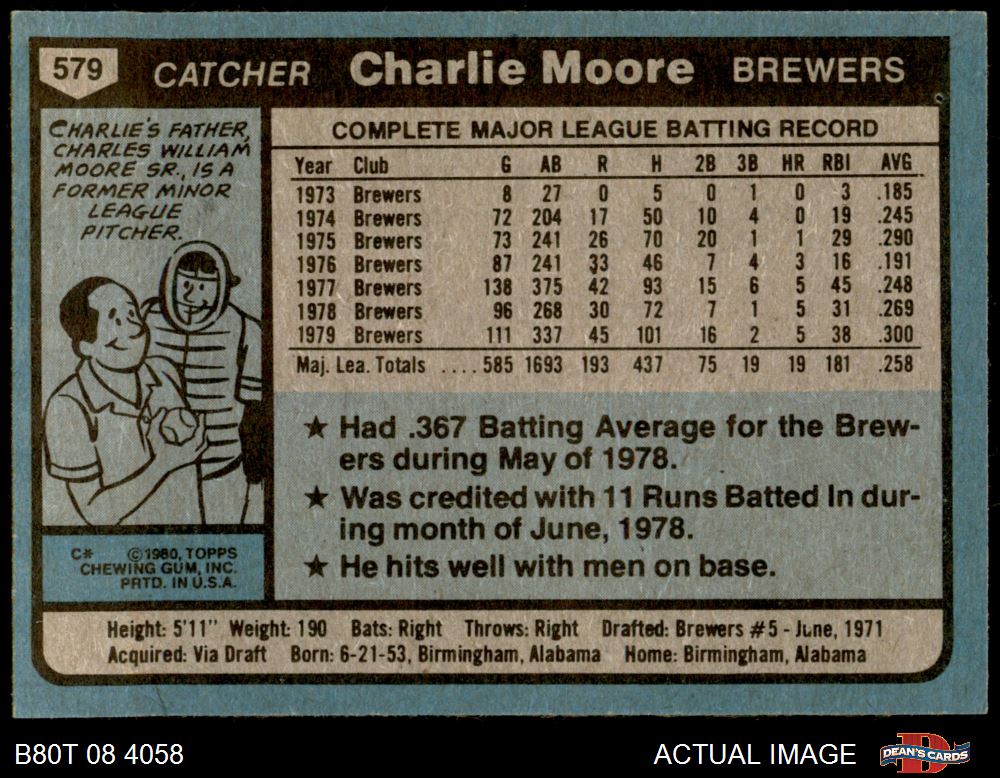 579 CATCHER Charlie Moore BREWERS
CHARLIE'S FATHER,
CHARLES WILLIAM
MOORE SR., IS A
FORMER MINOR
LEAGUE
PITCHER.
C* ©1980, TOPPS
CHEWING GUM, INC.
PRTD. IN U.S.A.
COMPLETE MAJOR LEAGUE BATTING RECORD
Year Club G AB R H 2B 3B HR RBI AVG
1973 Brewers 8 27 0 5 0 1 0 3 .185
1974 Brewers 72 204 17 50 10 4 0 19 .245
1975 Brewers 73 241 26 70 20 1 1 29 .290
1976 Brewers 87 241 33 46 7 4 3 16 .191
1977 Brewers 138 375 42 93 15 6 5 45 .248
1978 Brewers 96 268 30 72 7 1 5 31 .269
1979 Brewers 111 337 45 101 16 2 5 38 .300
Maj. Lea. Totals .... 585 1693 193 437 75 19 19 181 .258
★ Had .367 Batting Average for the Brew-
ers during May of 1978.
★ Was credited with 11 Runs Batted In dur-
ing month of June, 1978.
★ He hits well with men on base.
Height: 5'11" Weight: 190 Bats: Right Throws: Right Drafted: Brewers #5 - June, 1971
Acquired: Via Draft Born: 6-21-53, Birmingham, Alabama Home: Birmingham, Alabama
B80T 08 4058 ACTUAL IMAGE DEAN'S CARDS